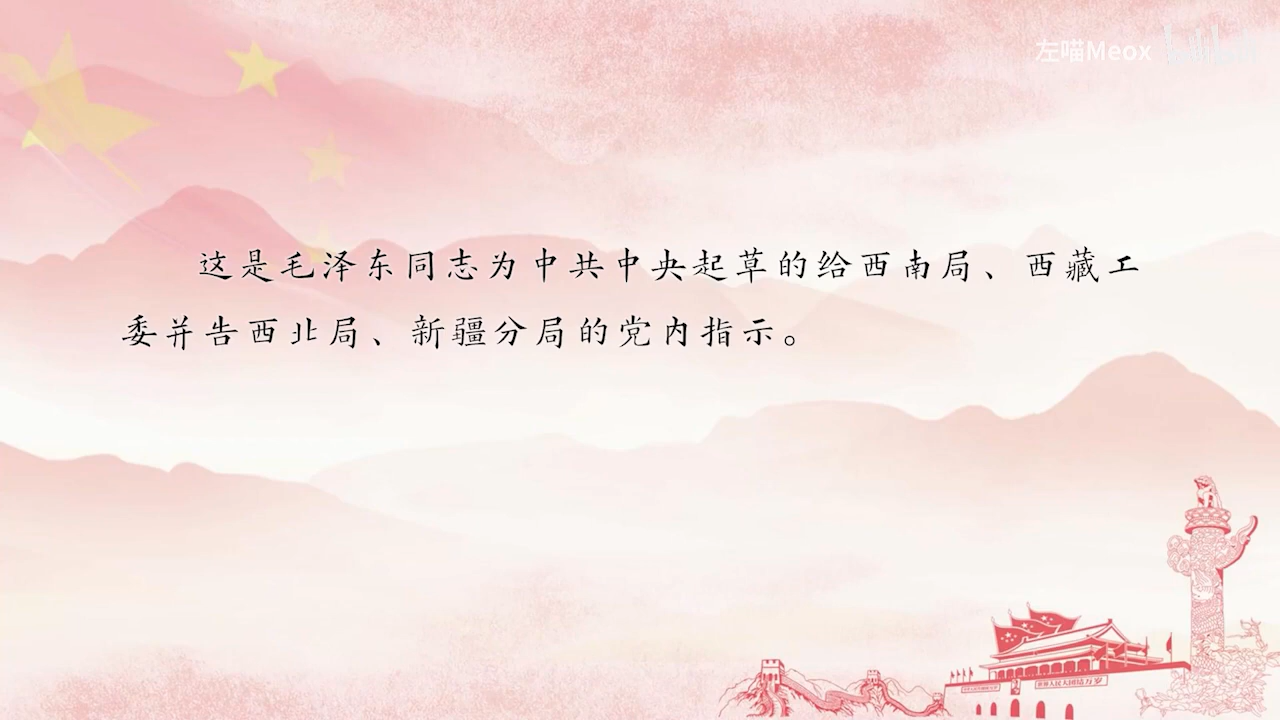 左喵Meox bilibili
这是毛泽东同志为中共中央起草的给西南局、西藏工
委并告西北局、新疆分局的党内指示。